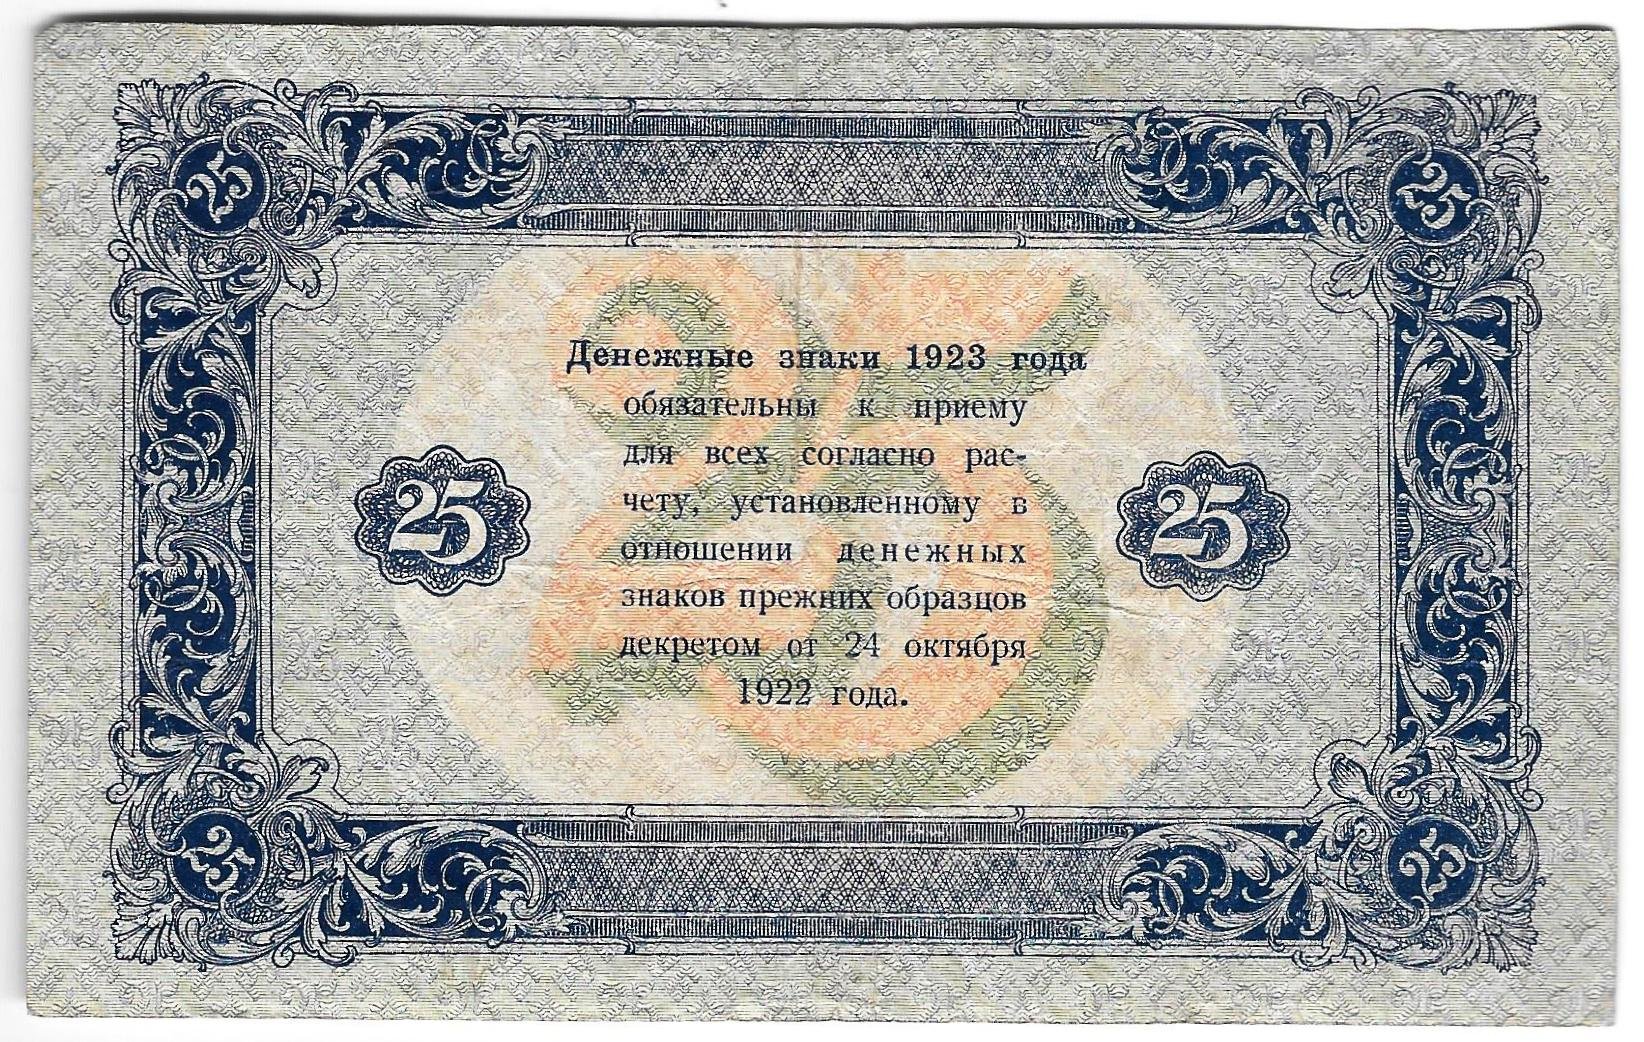 25 25
25
Денежные знаки 1923 года
обязательны к приему
для всех согласно рас-
чету, установленному в
отношении денежных
знаков прежних образцов
декретом от 24 октября
1922 года.
25 25
25 25